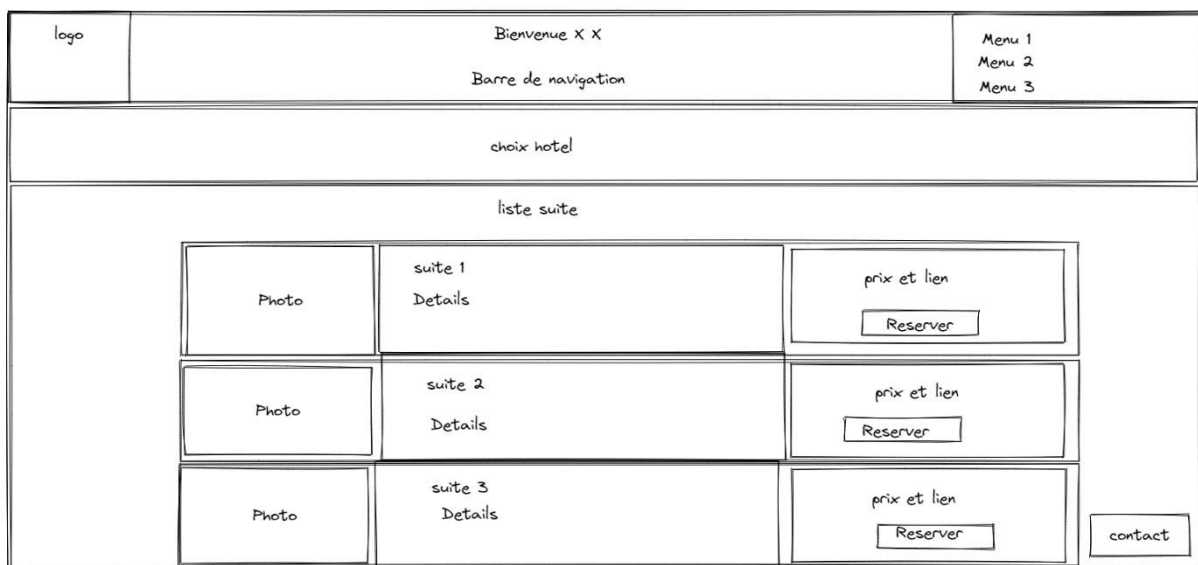 logo
Bienvenue X X
Barre de navigation
Menu 1
Menu 2
Menu 3
choix hotel
liste suite
Photo
suite 1
Details
prix et lien
Reserver
Photo
suite 2
Details
prix et lien
Reserver
Photo
suite 3
Details
prix et lien
Reserver
contact